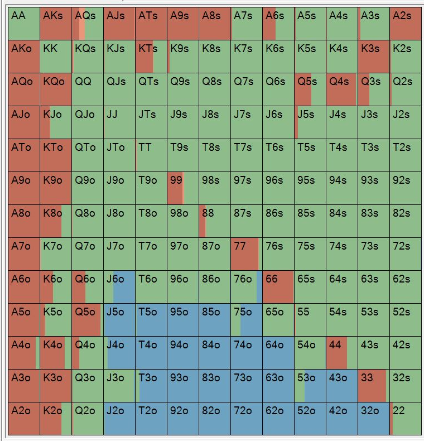 AA AKs AQs AJs ATs A9s A8s A7s A6s A5s A4s A3s A2s
AKo KK KQs KJs KTs K9s K8s K7s K6s K5s K4s K3s K2s
AQo KQo QQ QJs QTs Q9s Q8s Q7s Q6s Q5s Q4s Q3s Q2s
AJo KJo QJo JJ JTs J9s J8s J7s J6s J5s J4s J3s J2s
ATo KTo QTo JTo TT T9s T8s T7s T6s T5s T4s T3s T2s
A9o K9o Q9o J9o T9o 99 98s 97s 96s 95s 94s 93s 92s
A8o K8o Q8o J8o T8o 98o 88 87s 86s 85s 84s 83s 82s
A7o K7o Q7o J7o T7o 97o 87o 77 76s 75s 74s 73s 72s
A6o K6o Q6o J6o T6o 96o 86o 76o 66 65s 64s 63s 62s
A5o K5o Q5o J5o T5o 95o 85o 75o 65o 55 54s 53s 52s
A4o K4o Q4o J4o T4o 94o 84o 74o 64o 54o 44 43s 42s
A3o K3o Q3o J3o T3o 93o 83o 73o 63o 53o 43o 33 32s
A2o K2o Q2o J2o T2o 92o 82o 72o 62o 52o 42o 32o 22